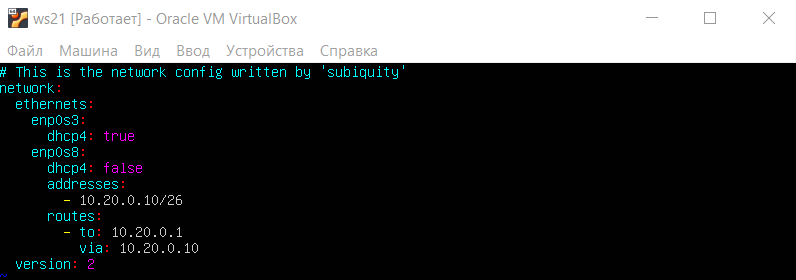 ws21 [Работает] - Oracle VM VirtualBox
Файл Машина Вид Ввод Устройства Справка
# This is the network config written by 'subiquity'
network:
  ethernets:
    enp0s3:
      dhcp4: true
    enp0s8:
      dhcp4: false
      addresses:
        - 10.20.0.10/26
      routes:
        - to: 10.20.0.1
          via: 10.20.0.10
  version: 2
~